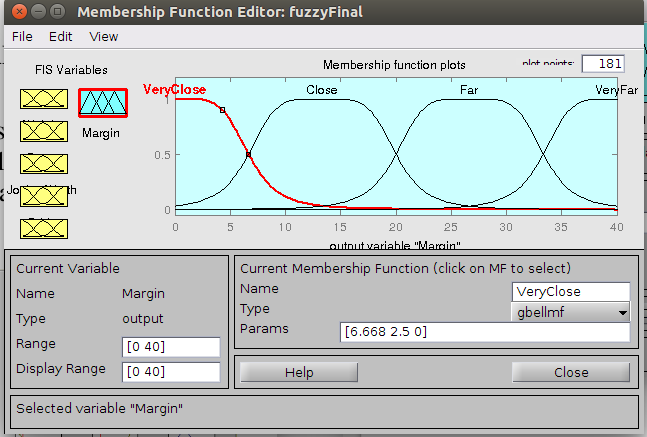 Membership Function Editor: fuzzyFinal
File Edit View
FIS Variables
Margin
Membership function plots
plot points: 181
VeryClose Close Far VeryFar
1
0.5
0
0 5 10 15 20 25 30 35 40
output variable "Margin"
Current Variable
Name Margin
Type output
Range [0 40]
Display Range [0 40]
Current Membership Function (click on MF to select)
Name VeryClose
Type gbellmf
Params [6.668 2.5 0]
Help Close
Selected variable "Margin"